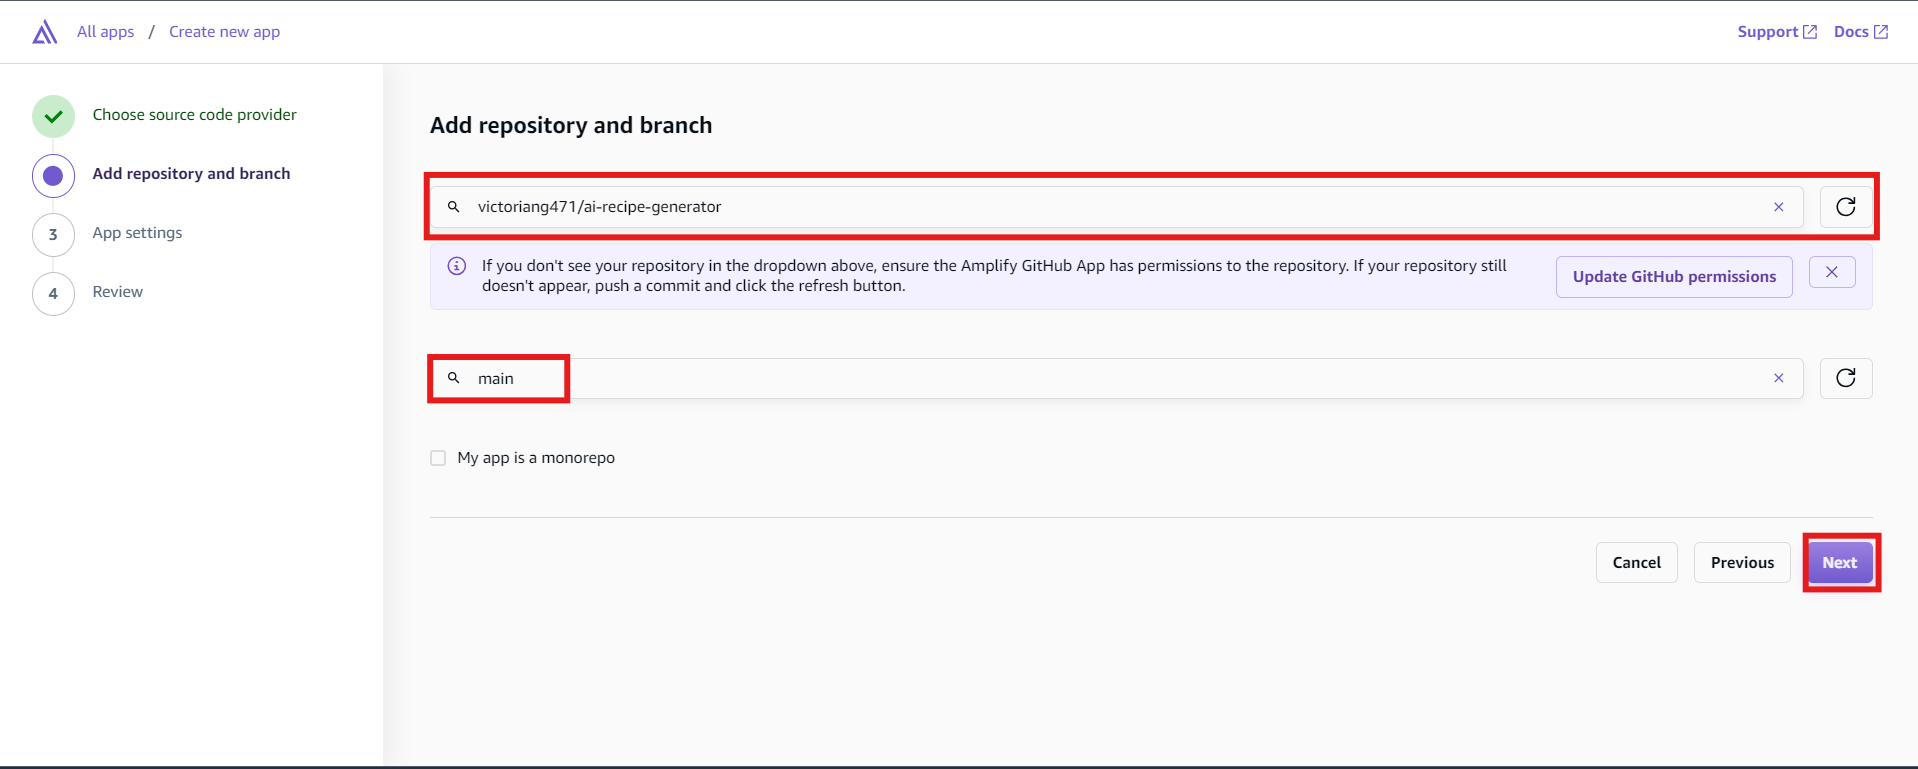 All apps / Create new app
Support
Docs
Choose source code provider
Add repository and branch
3 App settings
4 Review
Add repository and branch
victoriang471/ai-recipe-generator
If you don't see your repository in the dropdown above, ensure the Amplify GitHub App has permissions to the repository. If your repository still
doesn't appear, push a commit and click the refresh button.
Update GitHub permissions
main
My app is a monorepo
Cancel
Previous
Next